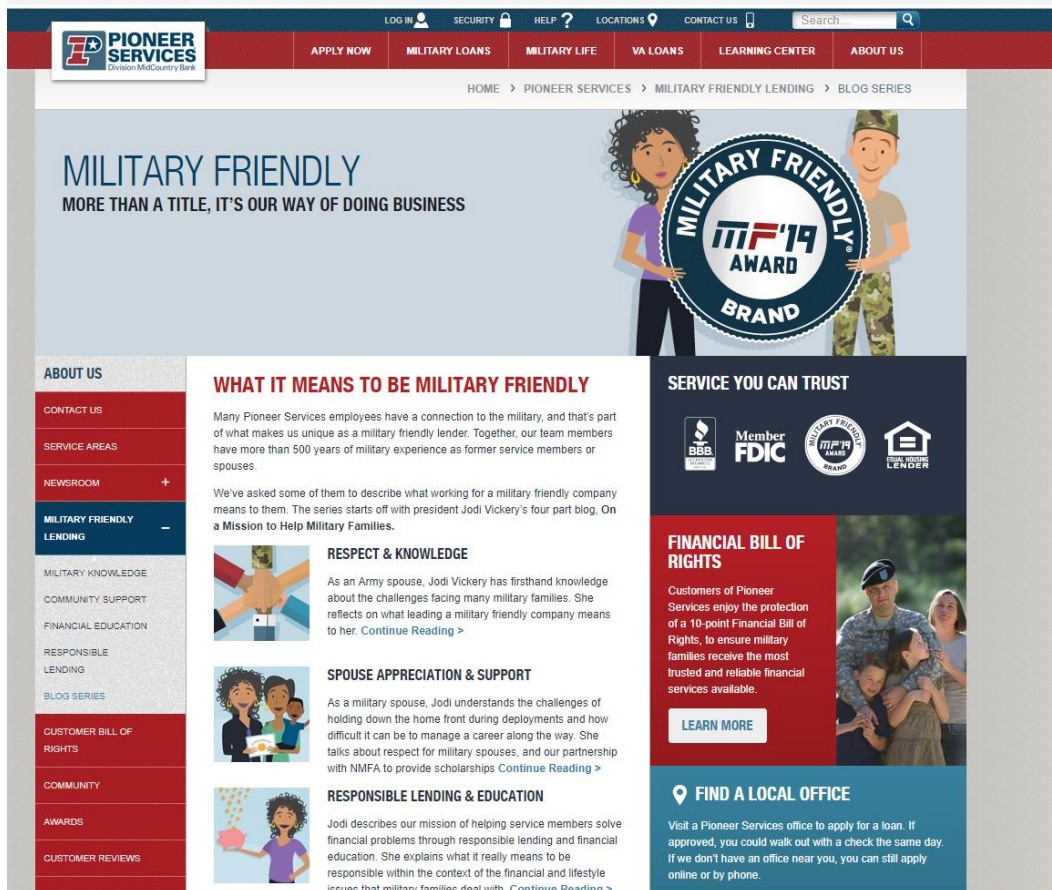 LOG IN
SECURITY
HELP
LOCATIONS
CONTACT US
Search...
PIONEER
SERVICES
Division MidCountry Bank
APPLY NOW
MILITARY LOANS
MILITARY LIFE
VA LOANS
LEARNING CENTER
ABOUT US
HOME > PIONEER SERVICES > MILITARY FRIENDLY LENDING > BLOG SERIES
MILITARY FRIENDLY
MORE THAN A TITLE, IT'S OUR WAY OF DOING BUSINESS
MILITARY FRIENDLY®
MF'19
AWARD
BRAND
ABOUT US
CONTACT US
SERVICE AREAS
NEWSROOM +
MILITARY FRIENDLY
LENDING –
MILITARY KNOWLEDGE
COMMUNITY SUPPORT
FINANCIAL EDUCATION
RESPONSIBLE
LENDING
BLOG SERIES
CUSTOMER BILL OF
RIGHTS
COMMUNITY
AWARDS
CUSTOMER REVIEWS
WHAT IT MEANS TO BE MILITARY FRIENDLY
Many Pioneer Services employees have a connection to the military, and that's part
of what makes us unique as a military friendly lender. Together, our team members
have more than 500 years of military experience as former service members or
spouses.
We've asked some of them to describe what working for a military friendly company
means to them. The series starts off with president Jodi Vickery's four part blog, On
a Mission to Help Military Families.
RESPECT & KNOWLEDGE
As an Army spouse, Jodi Vickery has firsthand knowledge
about the challenges facing many military families. She
reflects on what leading a military friendly company means
to her. Continue Reading >
SPOUSE APPRECIATION & SUPPORT
As a military spouse, Jodi understands the challenges of
holding down the home front during deployments and how
difficult it can be to manage a career along the way. She
talks about respect for military spouses, and our partnership
with NMFA to provide scholarships Continue Reading >
RESPONSIBLE LENDING & EDUCATION
Jodi describes our mission of helping service members solve
financial problems through responsible lending and financial
education. She explains what it really means to be
responsible within the context of the financial and lifestyle
issues that military families deal with. Continue Reading >
SERVICE YOU CAN TRUST
BBB
Member
FDIC
MILITARY FRIENDLY
MF'19
AWARD
BRAND
EQUAL HOUSING
LENDER
FINANCIAL BILL OF
RIGHTS
Customers of Pioneer
Services enjoy the protection
of a 10-point Financial Bill of
Rights, to ensure military
families receive the most
trusted and reliable financial
services available.
LEARN MORE
FIND A LOCAL OFFICE
Visit a Pioneer Services office to apply for a loan. If
approved, you could walk out with a check the same day.
If we don't have an office near you, you can still apply
online or by phone.